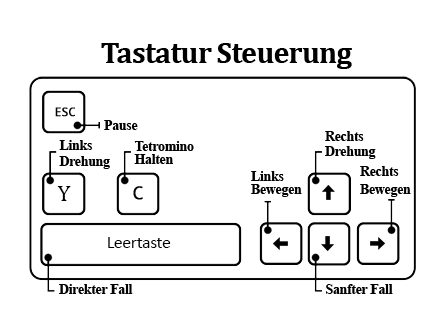 Tastatur Steuerung
ESC
Pause
Links
Drehung
Tetromino
Halten
Rechts
Drehung
Links
Bewegen
Rechts
Bewegen
Y
C
Leertaste
Direkter Fall
Sanfter Fall